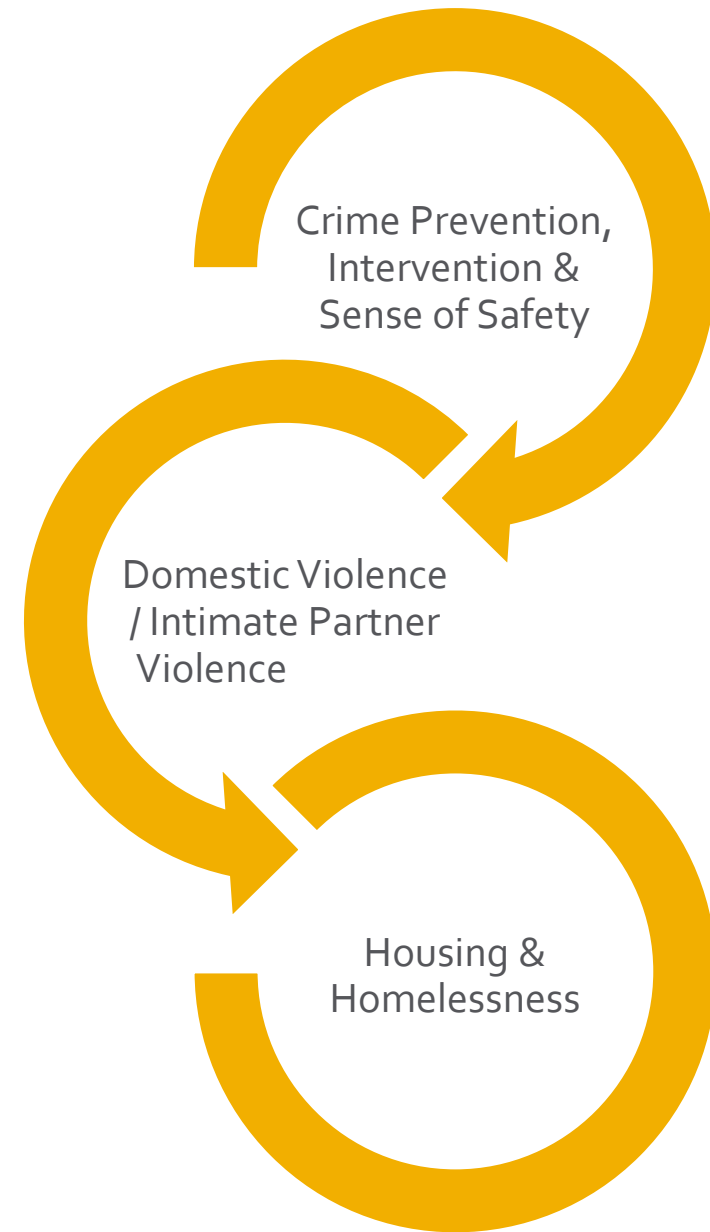 Crime Prevention,
Intervention &
Sense of Safety
Domestic Violence
/ Intimate Partner
Violence
Housing &
Homelessness